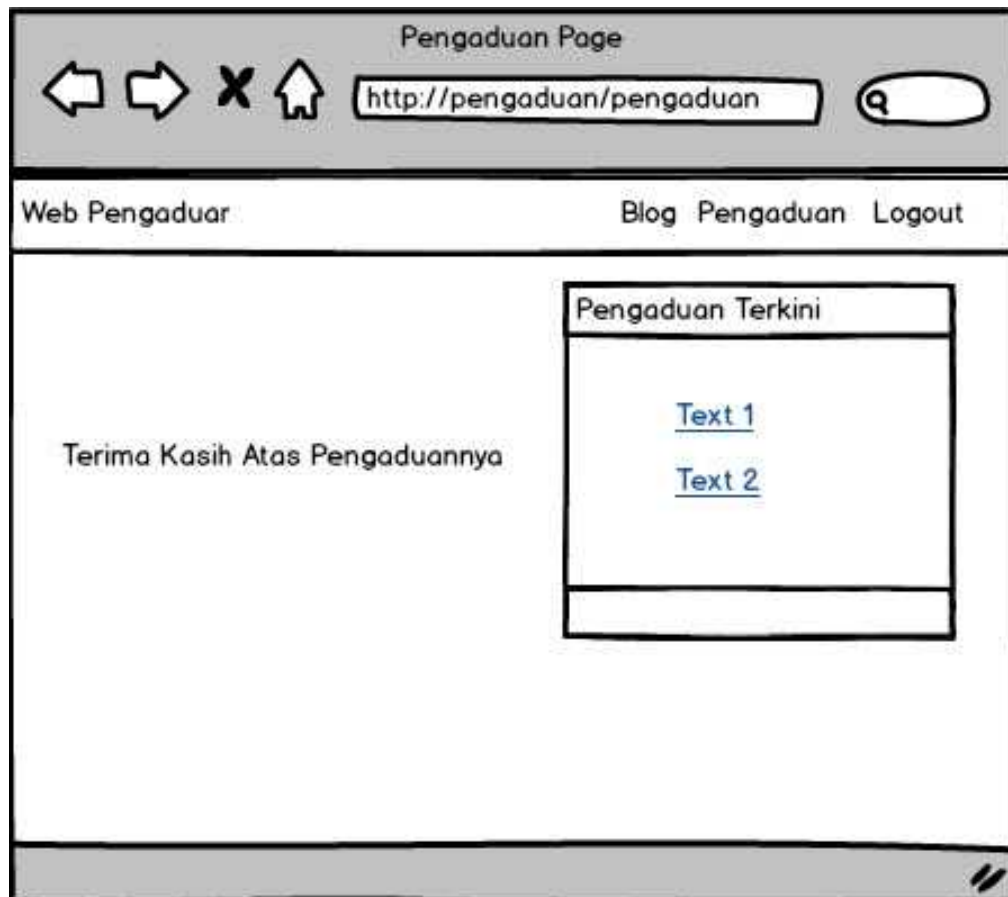 Pengaduan Page
http://pengaduan/pengaduan
Web Pengaduar
Blog Pengaduan Logout
Pengaduan Terkini
Text 1
Terima Kasih Atas Pengaduannya
Text 2